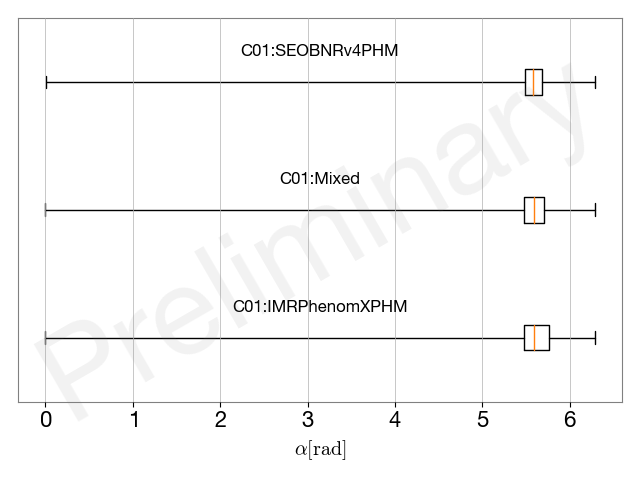 C01:SEOBNRv4PHM
C01:Mixed
C01:IMRPhenomXPHM
Preliminary
0 1 2 3 4 5 6
α[rad]